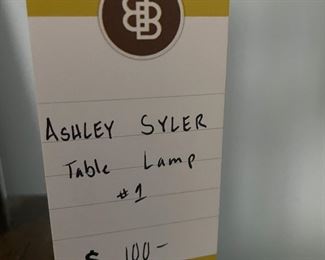 B B
ASHLEY SYLER
Table Lamp
#1
$ 100-